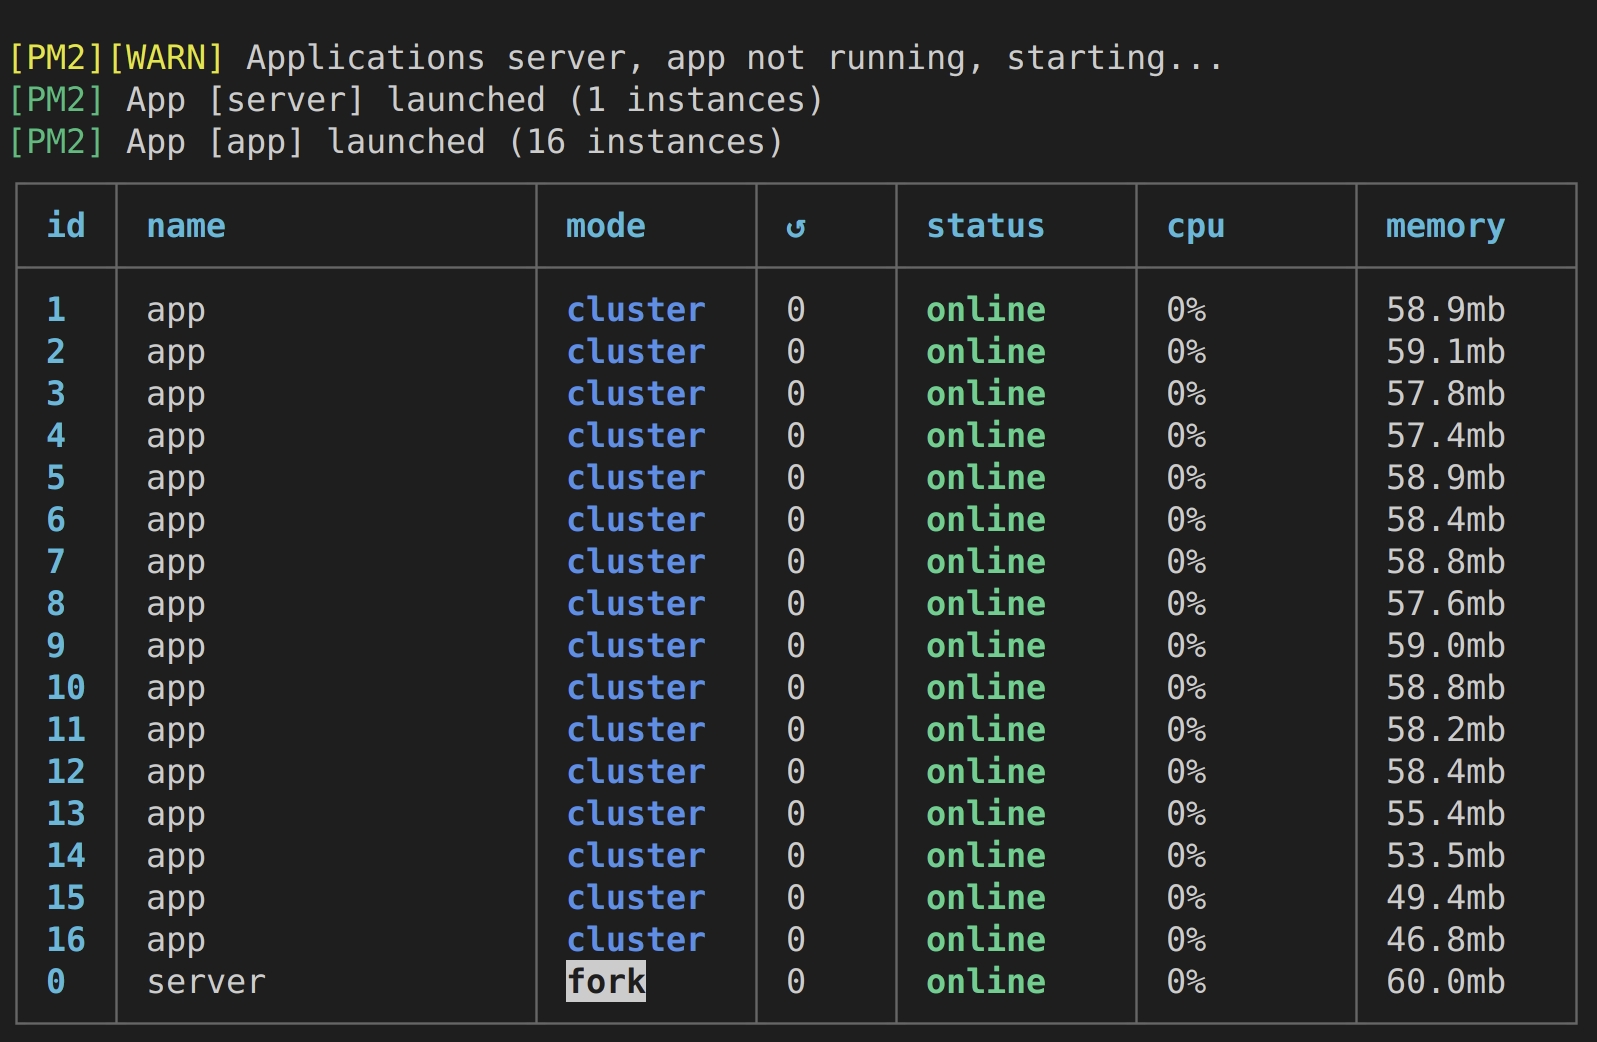 [PM2][WARN] Applications server, app not running, starting...
[PM2] App [server] launched (1 instances)
[PM2] App [app] launched (16 instances)
id name mode ↺ status cpu memory
1 app cluster 0 online 0% 58.9mb
2 app cluster 0 online 0% 59.1mb
3 app cluster 0 online 0% 57.8mb
4 app cluster 0 online 0% 57.4mb
5 app cluster 0 online 0% 58.9mb
6 app cluster 0 online 0% 58.4mb
7 app cluster 0 online 0% 58.8mb
8 app cluster 0 online 0% 57.6mb
9 app cluster 0 online 0% 59.0mb
10 app cluster 0 online 0% 58.8mb
11 app cluster 0 online 0% 58.2mb
12 app cluster 0 online 0% 58.4mb
13 app cluster 0 online 0% 55.4mb
14 app cluster 0 online 0% 53.5mb
15 app cluster 0 online 0% 49.4mb
16 app cluster 0 online 0% 46.8mb
0 server fork 0 online 0% 60.0mb